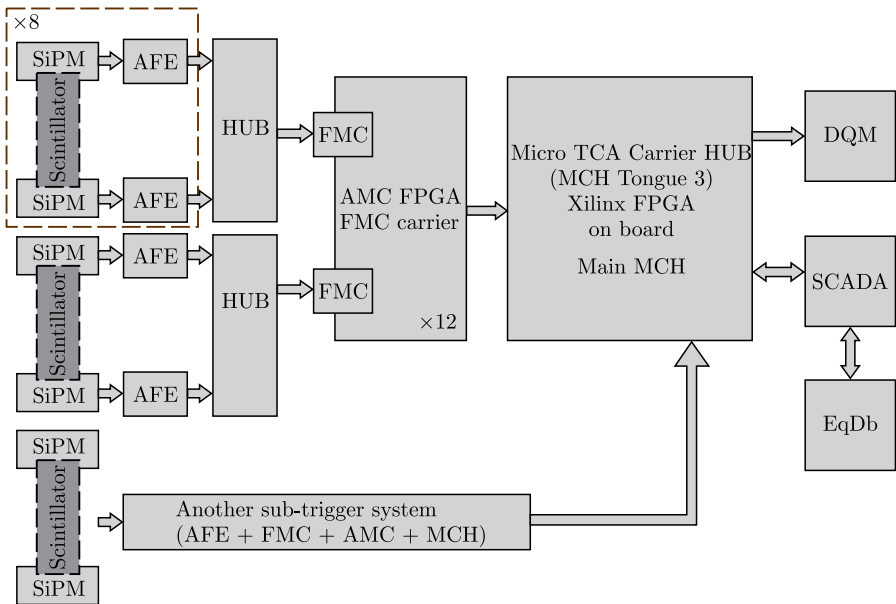 ×8
SiPM
AFE
Scintillator
SiPM
AFE
HUB
SiPM
AFE
Scintillator
SiPM
AFE
HUB
FMC
FMC
AMC FPGA
FMC carrier
×12
Micro TCA Carrier HUB
(MCH Tongue 3)
Xilinx FPGA
on board
Main MCH
DQM
SCADA
EqDb
SiPM
Scintillator
SiPM
Another sub-trigger system
(AFE + FMC + AMC + MCH)